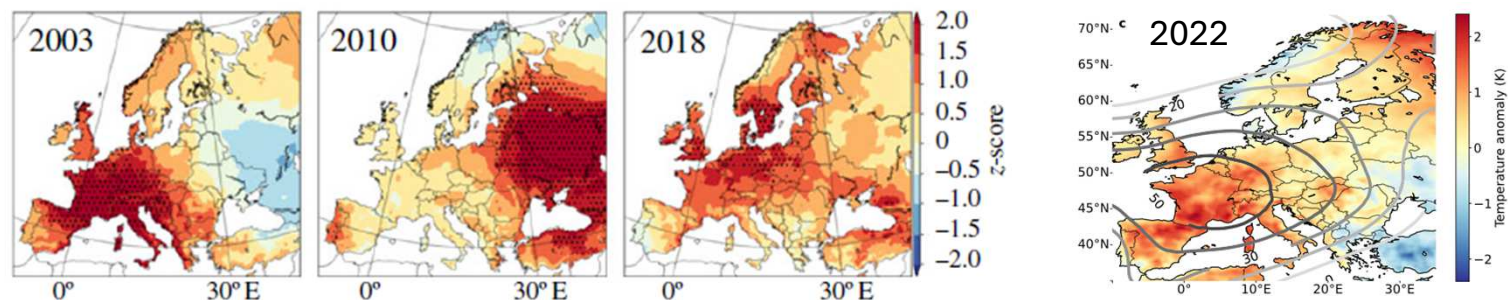 2003
2010
2018
2.0
1.5
1.0
0.5
0
−0.5
−1.0
−1.5
−2.0
z-score
0°
30° E
0°
30° E
0°
30° E
c
2022
70°N
65°N
60°N
55°N
50°N
45°N
40°N
20
50
30
0
0°
10°E
20°E
30°E
2
1
0
−1
−2
Temperature anomaly (K)